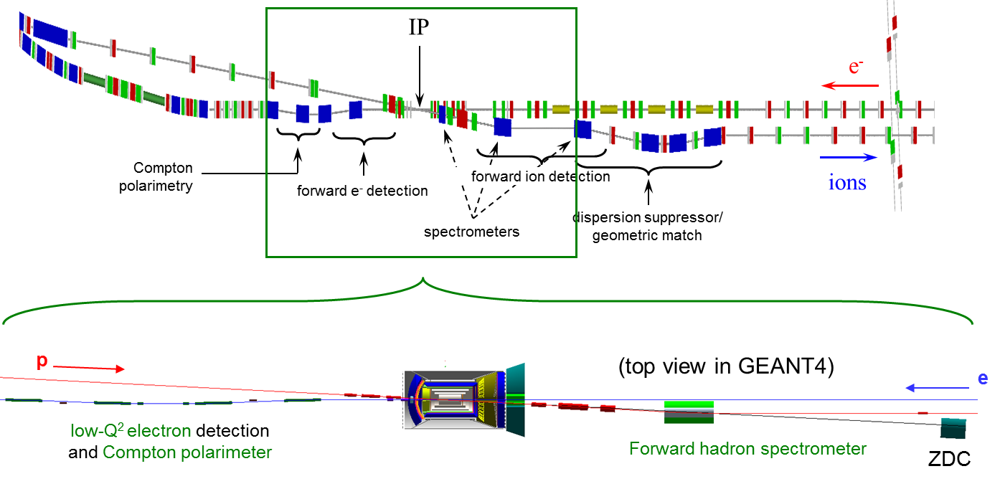 IP
e-
Compton
polarimetry
forward e- detection
spectrometers
forward ion detection
dispersion suppressor/
geometric match
ions
p
(top view in GEANT4)
e
low-Q2 electron detection
and Compton polarimeter
Forward hadron spectrometer
ZDC